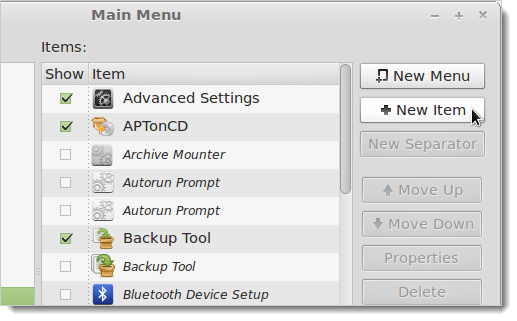 Main Menu
Items:
Show Item
Advanced Settings
APTonCD
Archive Mounter
Autorun Prompt
Autorun Prompt
Backup Tool
Backup Tool
Bluetooth Device Setup
New Menu
New Item
New Separator
Move Up
Move Down
Properties
Delete